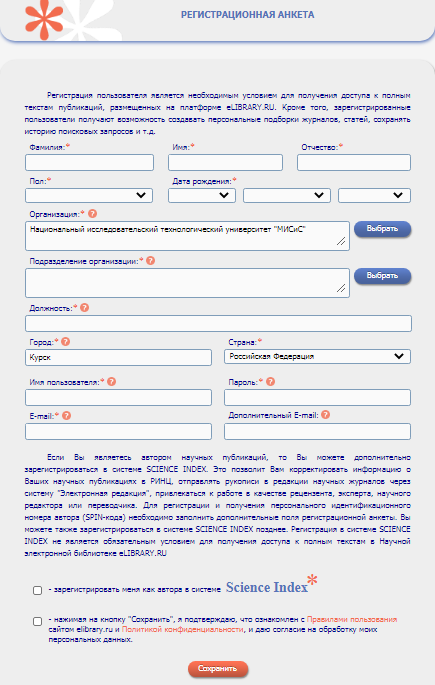 РЕГИСТРАЦИОННАЯ АНКЕТА
Регистрация пользователя является необходимым условием для получения доступа к полным
текстам публикаций, размещенных на платформе eLIBRARY.RU. Кроме того, зарегистрированные
пользователи получают возможность создавать персональные подборки журналов, статей, сохранять
историю поисковых запросов и т.д.
Фамилия:* Имя:* Отчество:*
Пол:* Дата рождения:*
Организация:* ?
Национальный исследовательский технологический университет "МИСиС" Выбрать
Подразделение организации:* ?
Выбрать
Должность:* ?
Город:* ? Страна:*
Курск Российская Федерация
Имя пользователя:* ? Пароль:* ?
E-mail:* ? Дополнительный E-mail: ?
Если Вы являетесь автором научных публикаций, то Вы можете дополнительно
зарегистрироваться в системе SCIENCE INDEX. Это позволит Вам корректировать информацию о
Ваших научных публикациях в РИНЦ, отправлять рукописи в редакции научных журналов через
систему "Электронная редакция", привлекаться к работе в качестве рецензента, эксперта, научного
редактора или переводчика. Для регистрации и получения персонального идентификационного
номера автора (SPIN-кода) необходимо заполнить дополнительные поля регистрационной анкеты. Вы
можете также зарегистрироваться в системе SCIENCE INDEX позднее. Регистрация в системе SCIENCE
INDEX не является обязательным условием для получения доступа к полным текстам в Научной
электронной библиотеке eLIBRARY.RU
- зарегистрировать меня как автора в системе Science Index*
- нажимая на кнопку "Сохранить", я подтверждаю, что ознакомлен с Правилами пользования
сайтом elibrary.ru и Политикой конфиденциальности, и даю согласие на обработку моих
персональных данных.
Сохранить